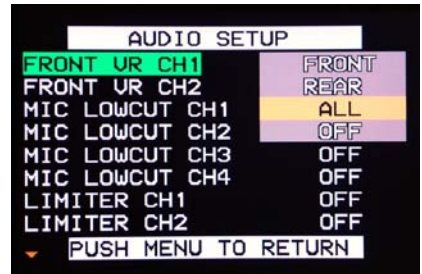 AUDIO SETUP
FRONT VR CH1 FRONT
FRONT VR CH2 REAR
MIC LOWCUT CH1 ALL
MIC LOWCUT CH2 OFF
MIC LOWCUT CH3 OFF
MIC LOWCUT CH4 OFF
LIMITER CH1 OFF
LIMITER CH2 OFF
PUSH MENU TO RETURN